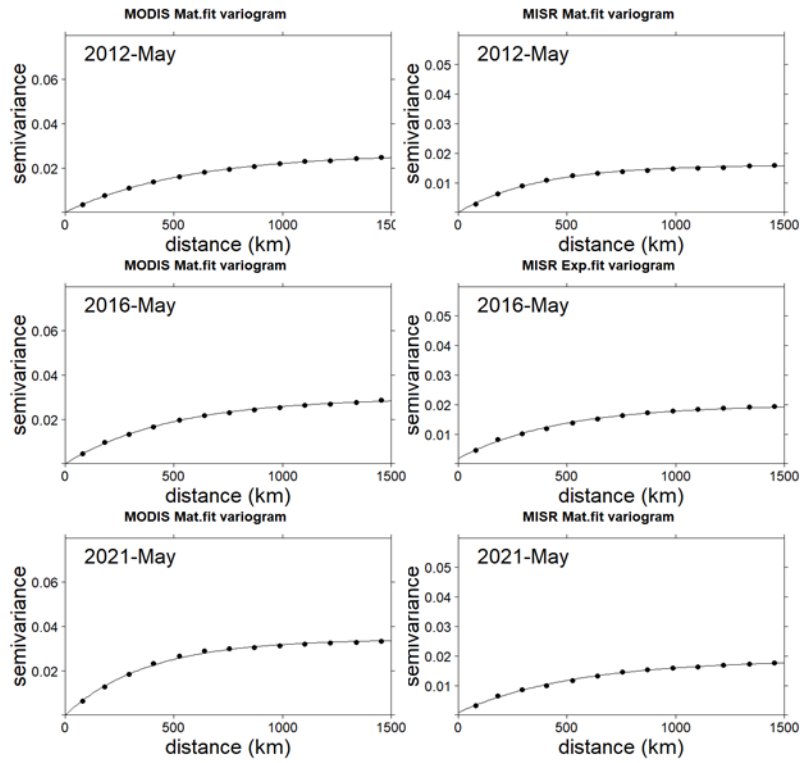 MODIS Mat.fit variogram
2012-May
semivariance
0.06
0.04
0.02
0 500 1000 1500
distance (km)
MISR Mat.fit variogram
2012-May
semivariance
0.05
0.04
0.03
0.02
0.01
0 500 1000 1500
distance (km)
MODIS Mat.fit variogram
2016-May
semivariance
0.06
0.04
0.02
0 500 1000 1500
distance (km)
MISR Exp.fit variogram
2016-May
semivariance
0.05
0.04
0.03
0.02
0.01
0 500 1000 1500
distance (km)
MODIS Mat.fit variogram
2021-May
semivariance
0.06
0.04
0.02
0 500 1000 1500
distance (km)
MISR Mat.fit variogram
2021-May
semivariance
0.05
0.04
0.03
0.02
0.01
0 500 1000 1500
distance (km)